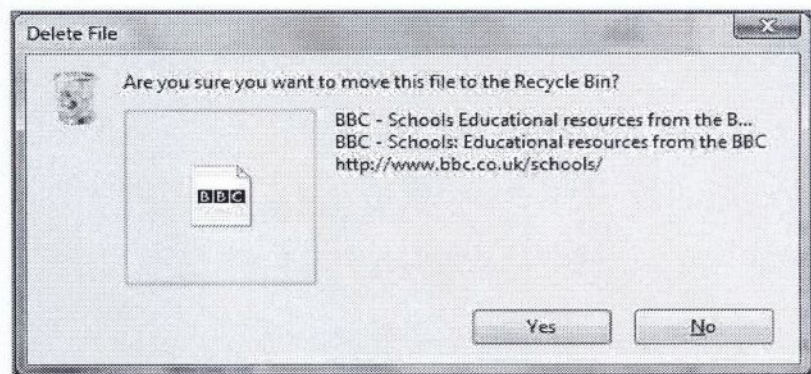 Delete File
Are you sure you want to move this file to the Recycle Bin?
BBC - Schools Educational resources from the B...
BBC - Schools: Educational resources from the BBC
http://www.bbc.co.uk/schools/
BBC
Yes
No